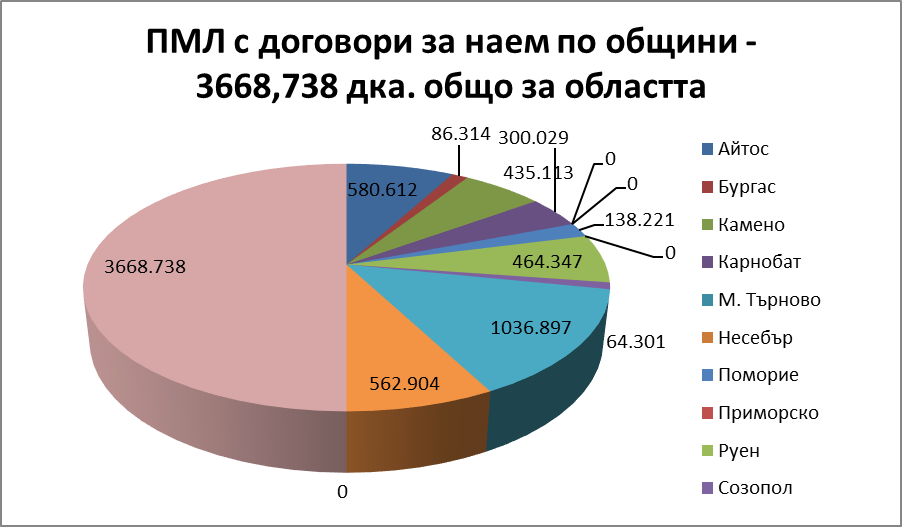 ПМЛ с договори за наем по общини -
3668,738 дка. общо за областта
86.314
300.029
435.113
0
0
138.221
0
580.612
464.347
3668.738
1036.897
64.301
562.904
0
Айтос
Бургас
Камено
Карнобат
М. Търново
Несебър
Поморие
Приморско
Руен
Созопол